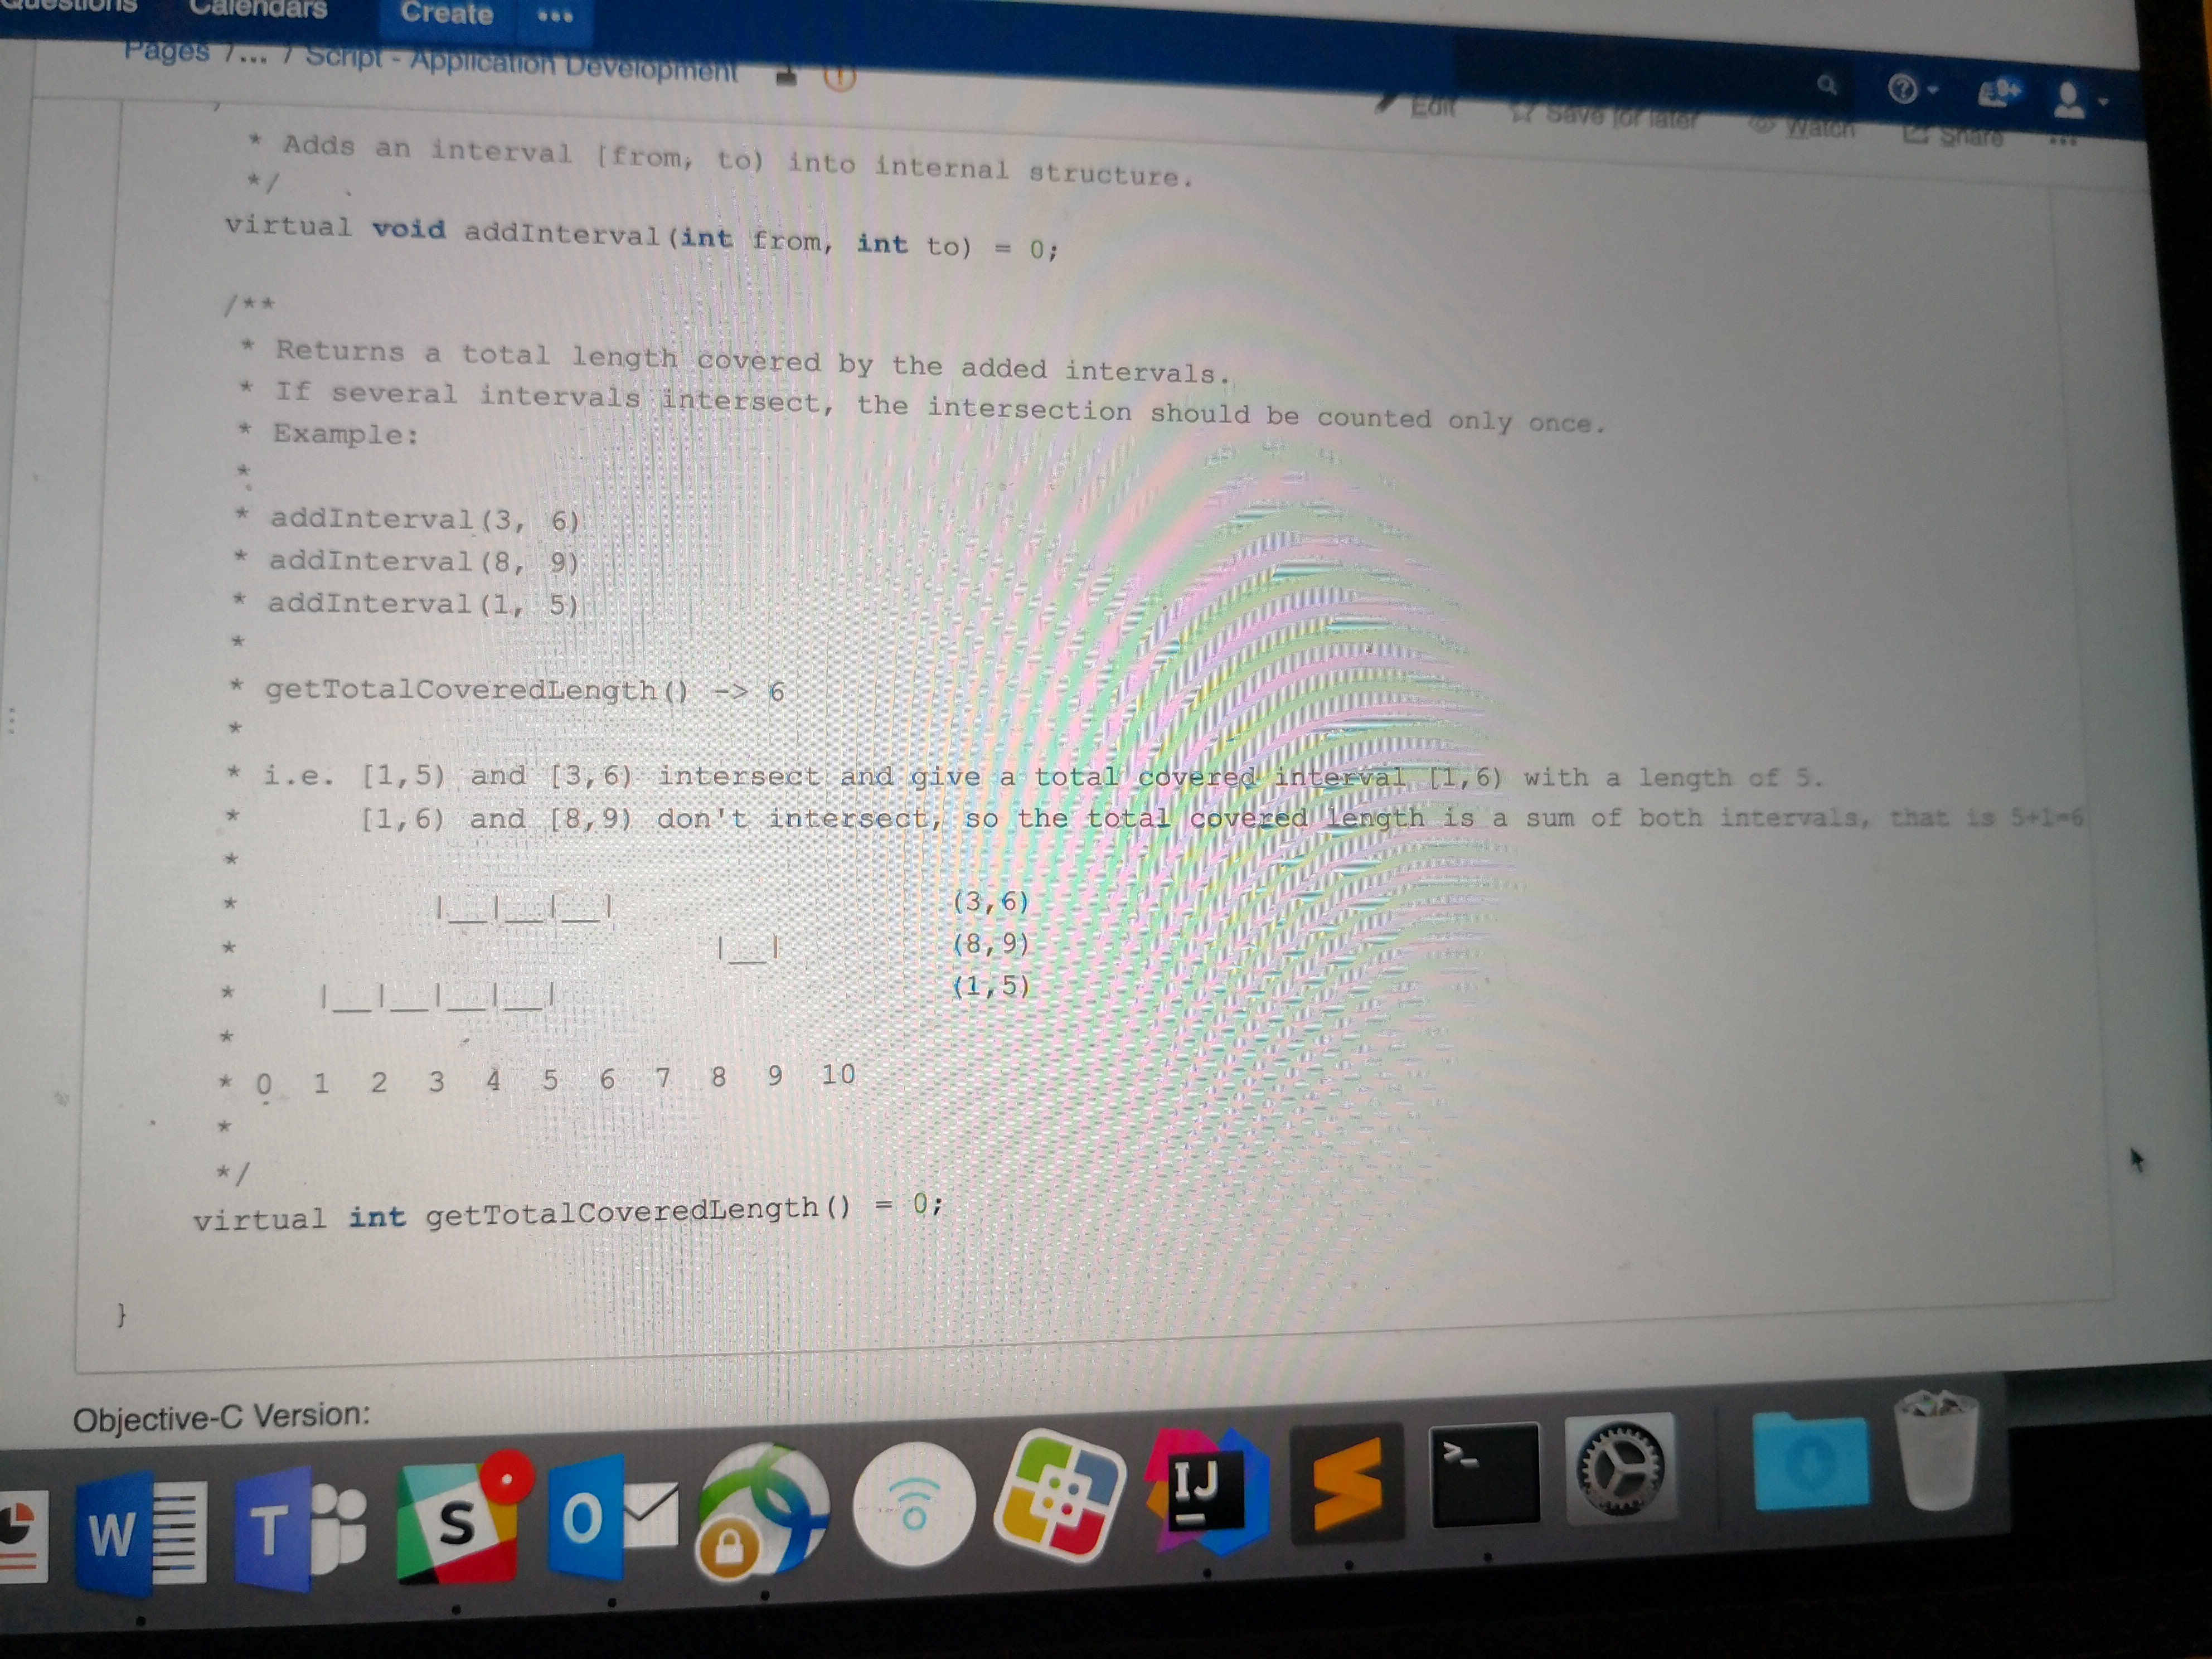 Questions Calendars Create •••
Pages /... / Script - Application Development
Edit Save for later Watch Share •••
* Adds an interval [from, to) into internal structure.
*/
virtual void addInterval(int from, int to) = 0;
/**
* Returns a total length covered by the added intervals.
* If several intervals intersect, the intersection should be counted only once.
* Example:
*
* addInterval(3, 6)
* addInterval(8, 9)
* addInterval(1, 5)
*
* getTotalCoveredLength() -> 6
*
* i.e. [1,5) and [3,6) intersect and give a total covered interval [1,6) with a length of 5.
* [1,6) and [8,9) don't intersect, so the total covered length is a sum of both intervals, that is 5+1=6
*
* |__|__|__| (3,6)
* |__| (8,9)
* |__|__|__|__| (1,5)
*
* 0 1 2 3 4 5 6 7 8 9 10
*
*/
virtual int getTotalCoveredLength() = 0;
}
Objective-C Version:
W T S O IJ >_